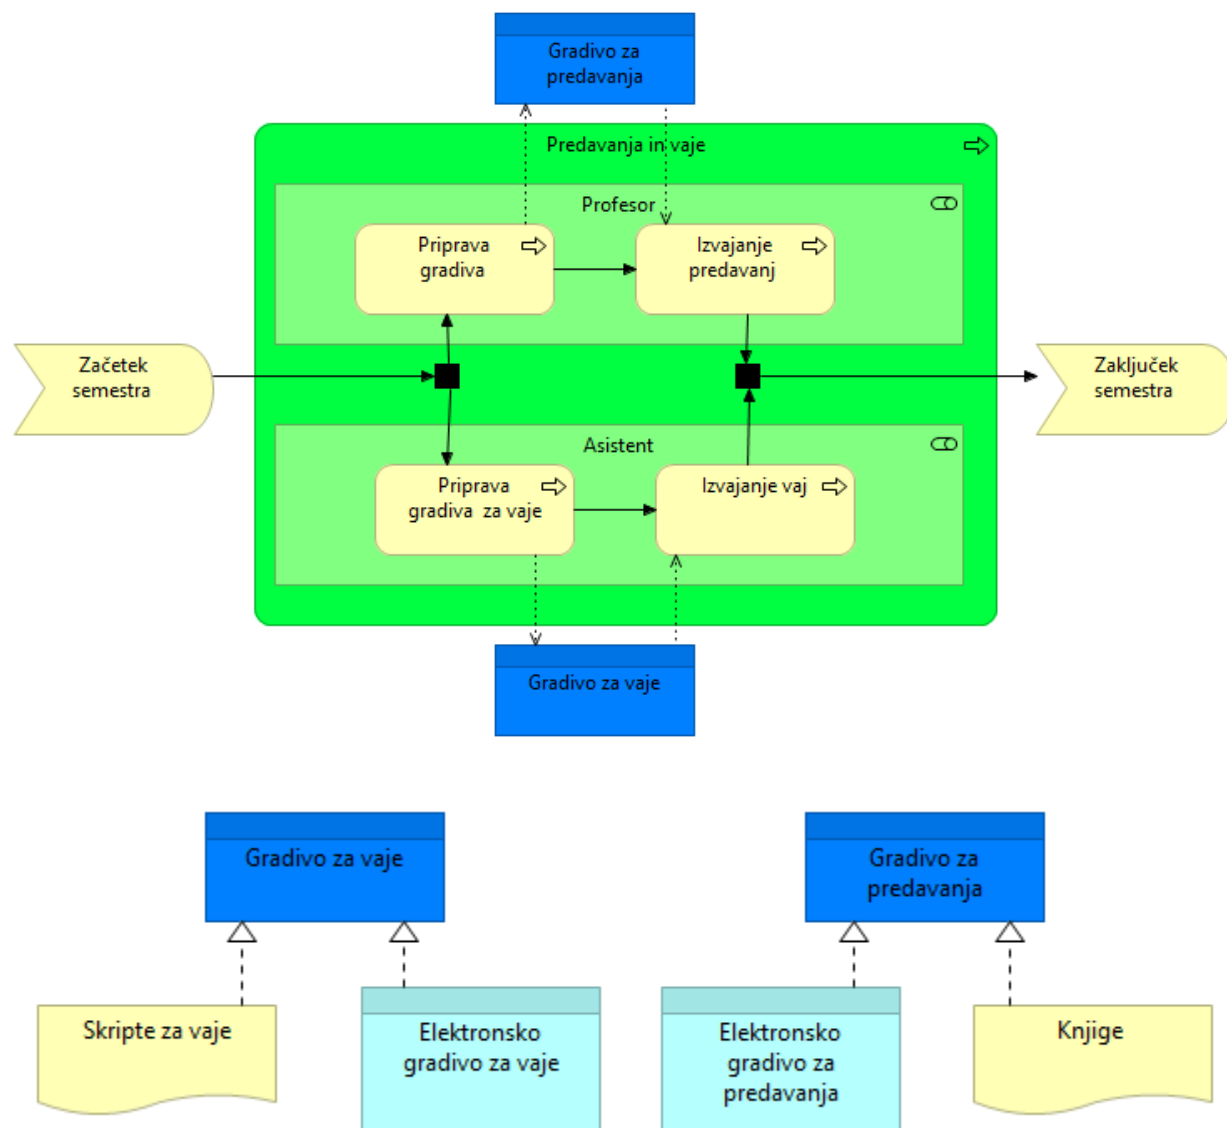 Gradivo za
predavanja
Predavanja in vaje
Profesor
Priprava
gradiva
Izvajanje
predavanj
Začetek
semestra
Zaključek
semestra
Asistent
Priprava
gradiva za vaje
Izvajanje vaj
Gradivo za vaje
Gradivo za vaje
Gradivo za
predavanja
Skripte za vaje
Elektronsko
gradivo za vaje
Elektronsko
gradivo za
predavanja
Knjige